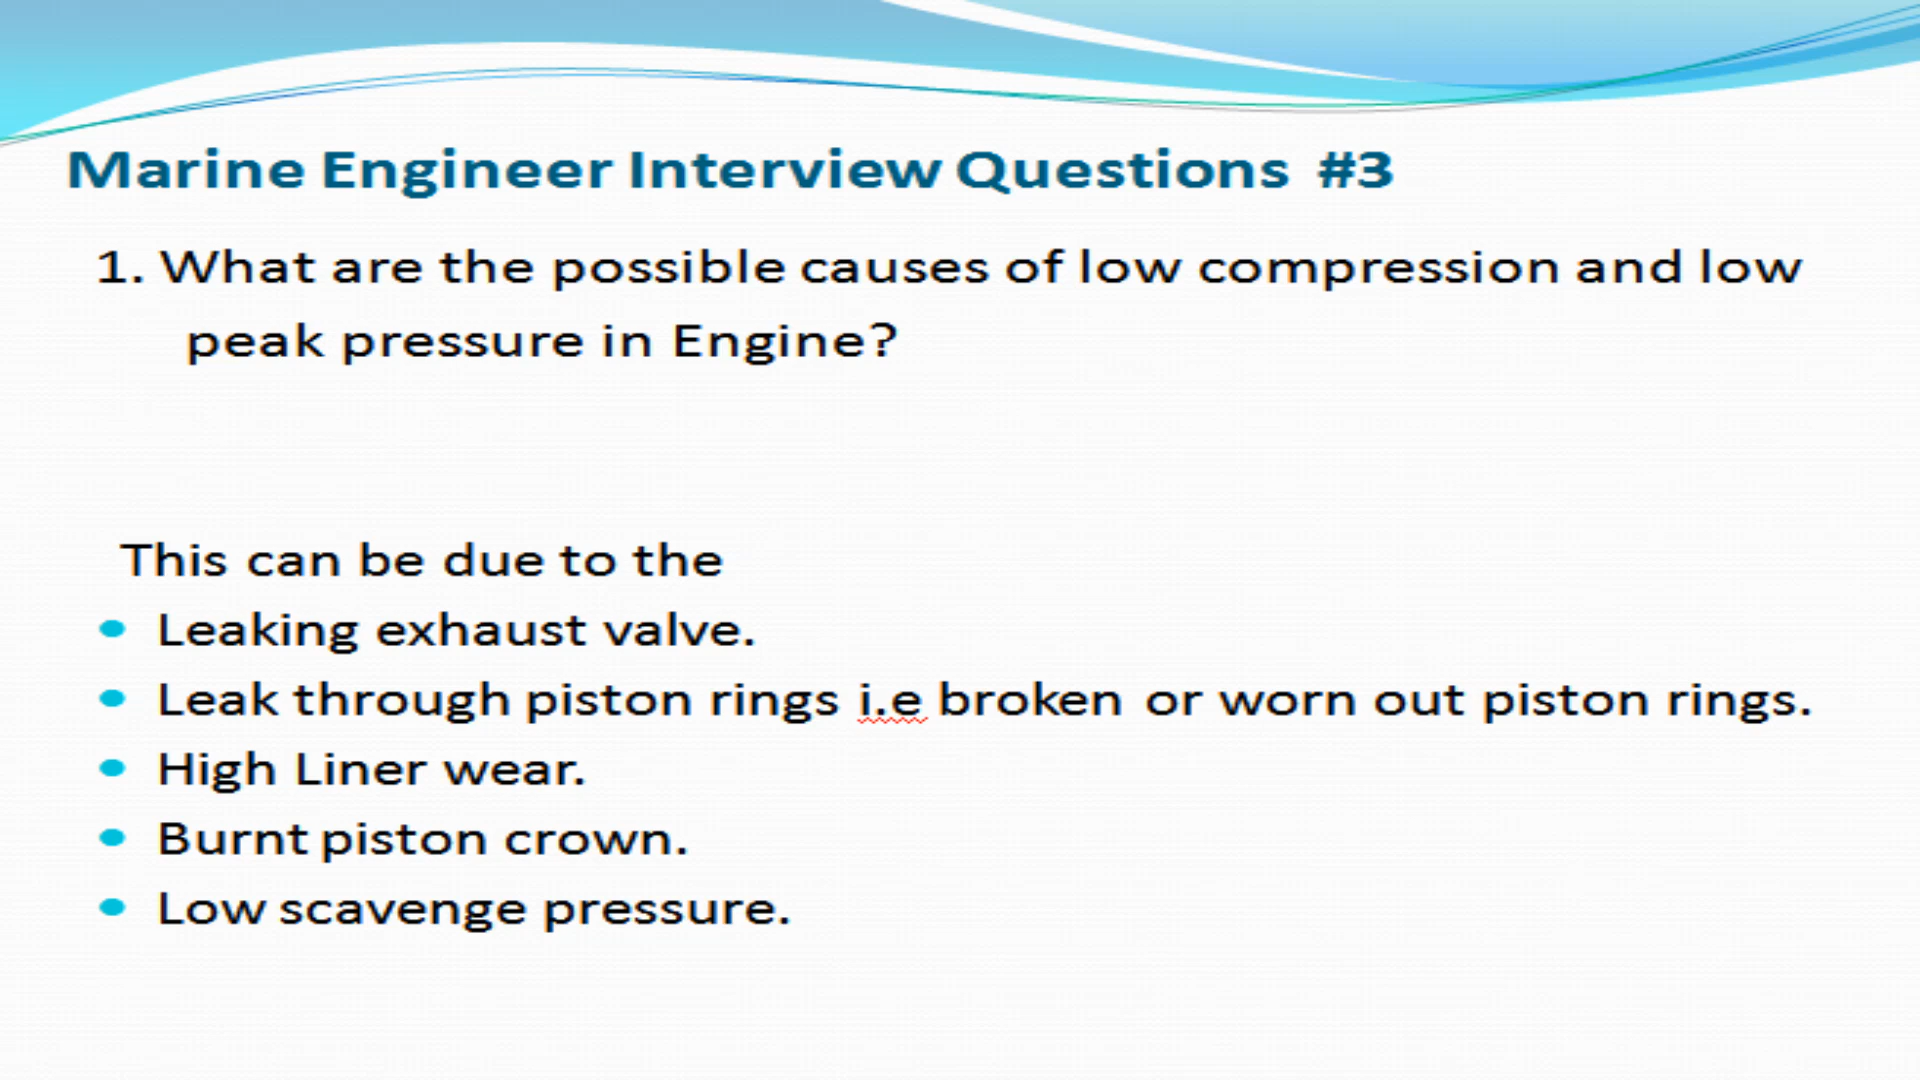 Marine Engineer Interview Questions #3
1. What are the possible causes of low compression and low
peak pressure in Engine?
This can be due to the
• Leaking exhaust valve.
• Leak through piston rings i.e broken or worn out piston rings.
• High Liner wear.
• Burnt piston crown.
• Low scavenge pressure.